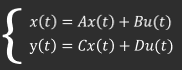 x(t) = Ax(t) + Bu(t)
y(t) = Cx(t) + Du(t)